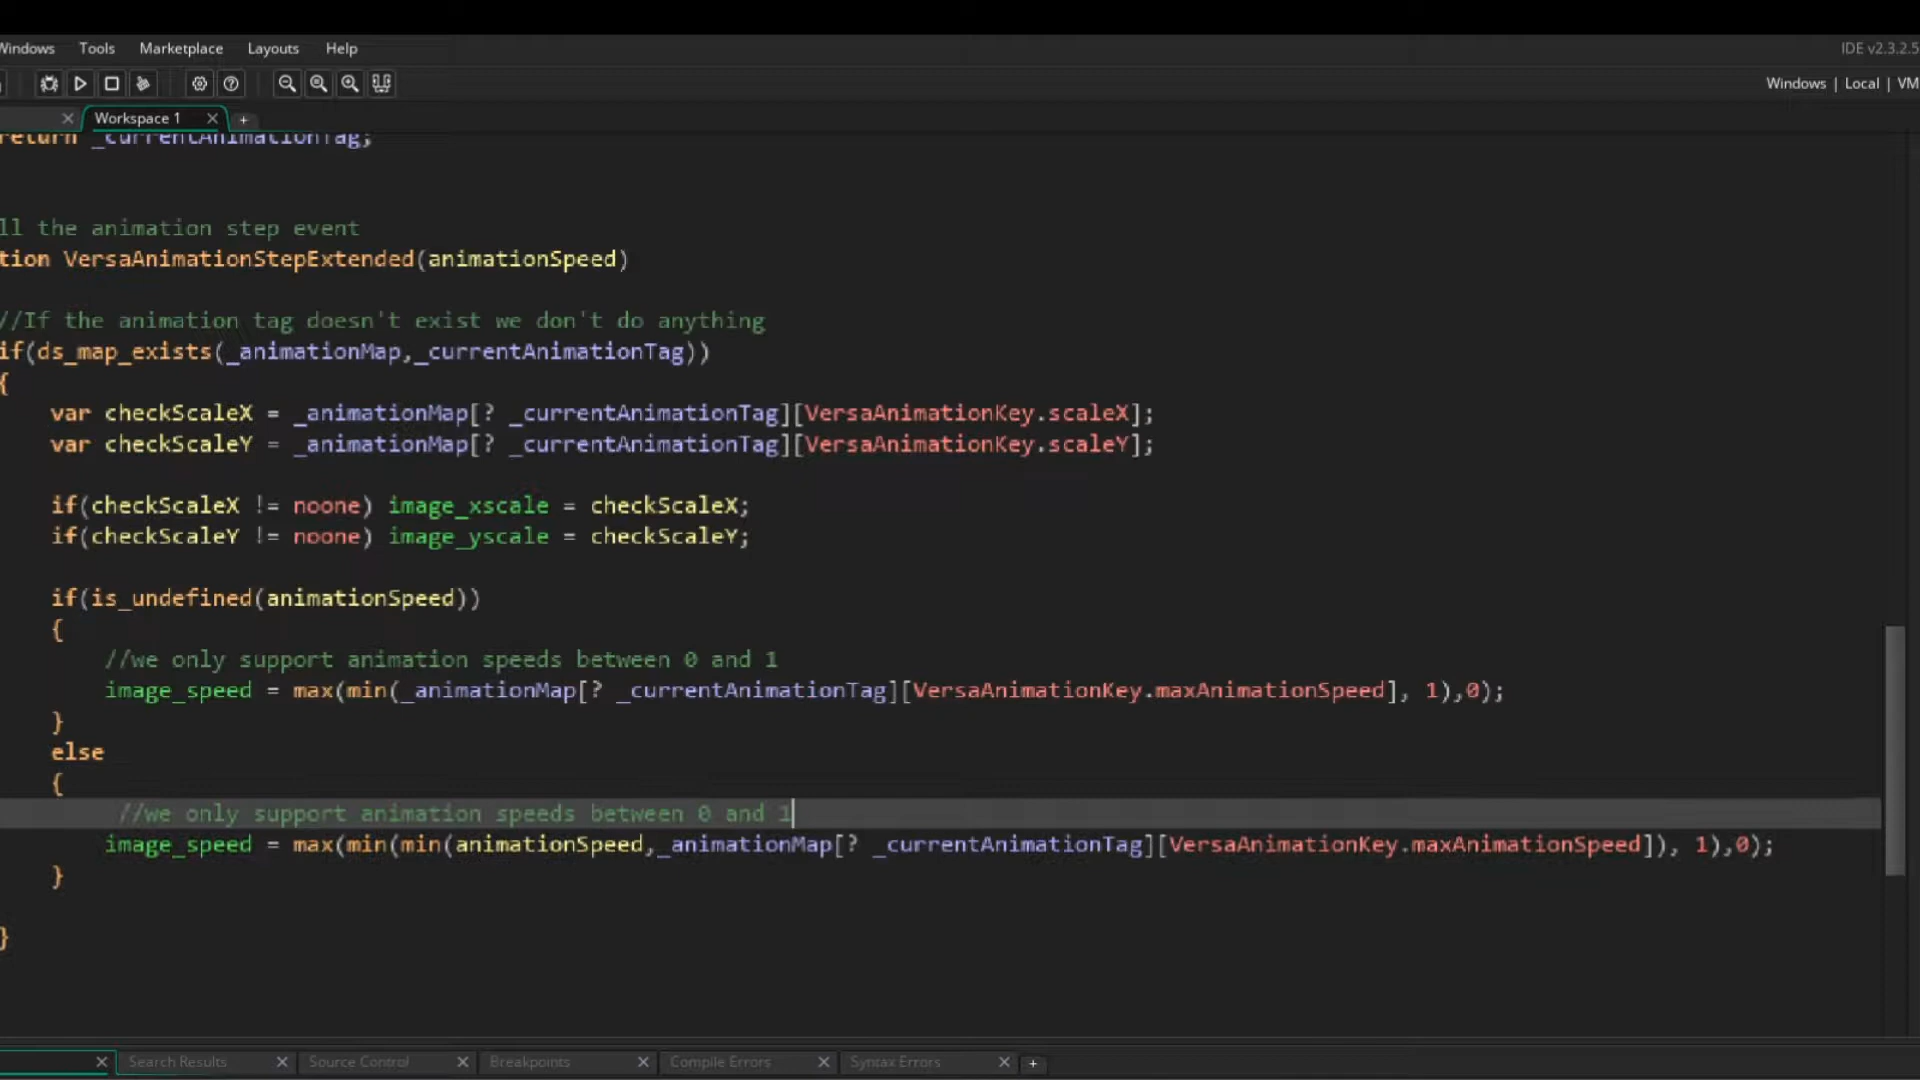 Windows Tools Marketplace Layouts Help
IDE v2.3.2.5
Windows | Local | VM
Workspace 1
return _currentAnimationTag;
ll the animation step event
tion VersaAnimationStepExtended(animationSpeed)
//If the animation tag doesn't exist we don't do anything
if(ds_map_exists(_animationMap,_currentAnimationTag))
{
var checkScaleX = _animationMap[? _currentAnimationTag][VersaAnimationKey.scaleX];
var checkScaleY = _animationMap[? _currentAnimationTag][VersaAnimationKey.scaleY];
if(checkScaleX != noone) image_xscale = checkScaleX;
if(checkScaleY != noone) image_yscale = checkScaleY;
if(is_undefined(animationSpeed))
{
//we only support animation speeds between 0 and 1
image_speed = max(min(_animationMap[? _currentAnimationTag][VersaAnimationKey.maxAnimationSpeed], 1),0);
}
else
{
//we only support animation speeds between 0 and 1
image_speed = max(min(min(animationSpeed,_animationMap[? _currentAnimationTag][VersaAnimationKey.maxAnimationSpeed]), 1),0);
}
}
Search Results Source Control Breakpoints Compile Errors Syntax Errors